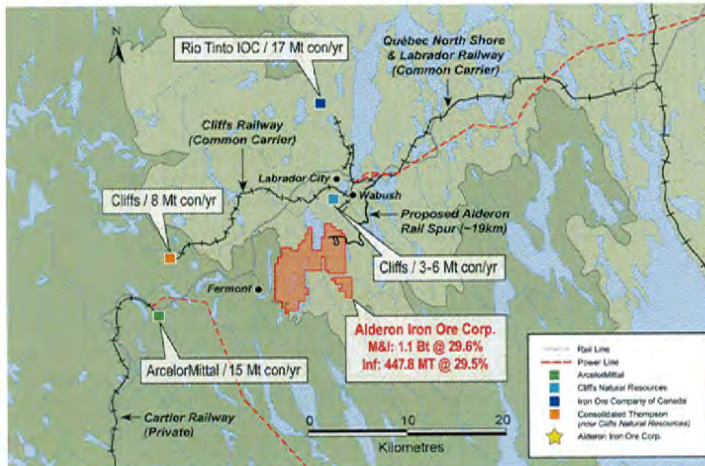 N
Rio Tinto IOC / 17 Mt con/yr
Québec North Shore
& Labrador Railway
(Common Carrier)
Cliffs Railway
(Common Carrier)
Labrador City
Wabush
Cliffs / 8 Mt con/yr
Proposed Alderon
Rail Spur (~19km)
Cliffs / 3-6 Mt con/yr
Fermont
Alderon Iron Ore Corp.
M&I: 1.1 Bt @ 29.6%
Inf: 447.8 MT @ 29.5%
ArcelorMittal / 15 Mt con/yr
Cartier Railway
(Private)
0 10 20
Kilometres
Rail Line
Power Line
ArcelorMittal
Cliffs Natural Resources
Iron Ore Company of Canada
Consolidated Thompson
(now Cliffs Natural Resources)
Alderon Iron Ore Corp.